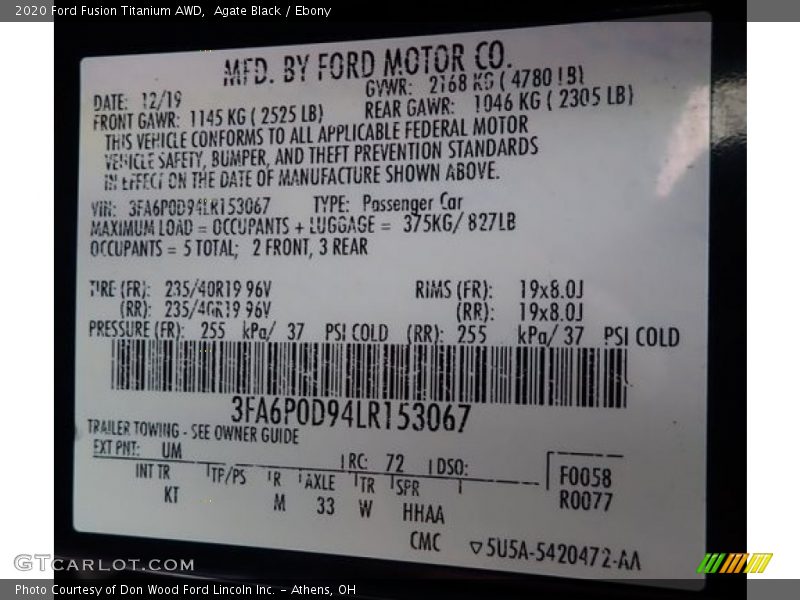 2020 Ford Fusion Titanium AWD, Agate Black / Ebony
MFD. BY FORD MOTOR CO.
DATE: 12/19 GVWR: 2168 KG ( 4780 LB)
FRONT GAWR: 1145 KG ( 2525 LB) REAR GAWR: 1046 KG ( 2305 LB)
THIS VEHICLE CONFORMS TO ALL APPLICABLE FEDERAL MOTOR
VEHICLE SAFETY, BUMPER, AND THEFT PREVENTION STANDARDS
IN EFFECT ON THE DATE OF MANUFACTURE SHOWN ABOVE.
VIN: 3FA6P0D94LR153067 TYPE: Passenger Car
MAXIMUM LOAD = OCCUPANTS + LUGGAGE = 375KG/ 827LB
OCCUPANTS = 5 TOTAL; 2 FRONT, 3 REAR
TIRE (FR): 235/40R19 96V RIMS (FR): 19x8.0J
(RR): 235/40R19 96V (RR): 19x8.0J
PRESSURE (FR): 255 kPa/ 37 PSI COLD (RR): 255 kPa/ 37 PSI COLD
3FA6P0D94LR153067
TRAILER TOWING - SEE OWNER GUIDE
EXT PNT: UM RC: 72 DSO: F0058
INT TR TP/PS R AXLE TR SPR R0077
KT M 33 W HHAA
CMC 5U5A-5420472-AA
GTCARLOT.COM
Photo Courtesy of Don Wood Ford Lincoln Inc. - Athens, OH